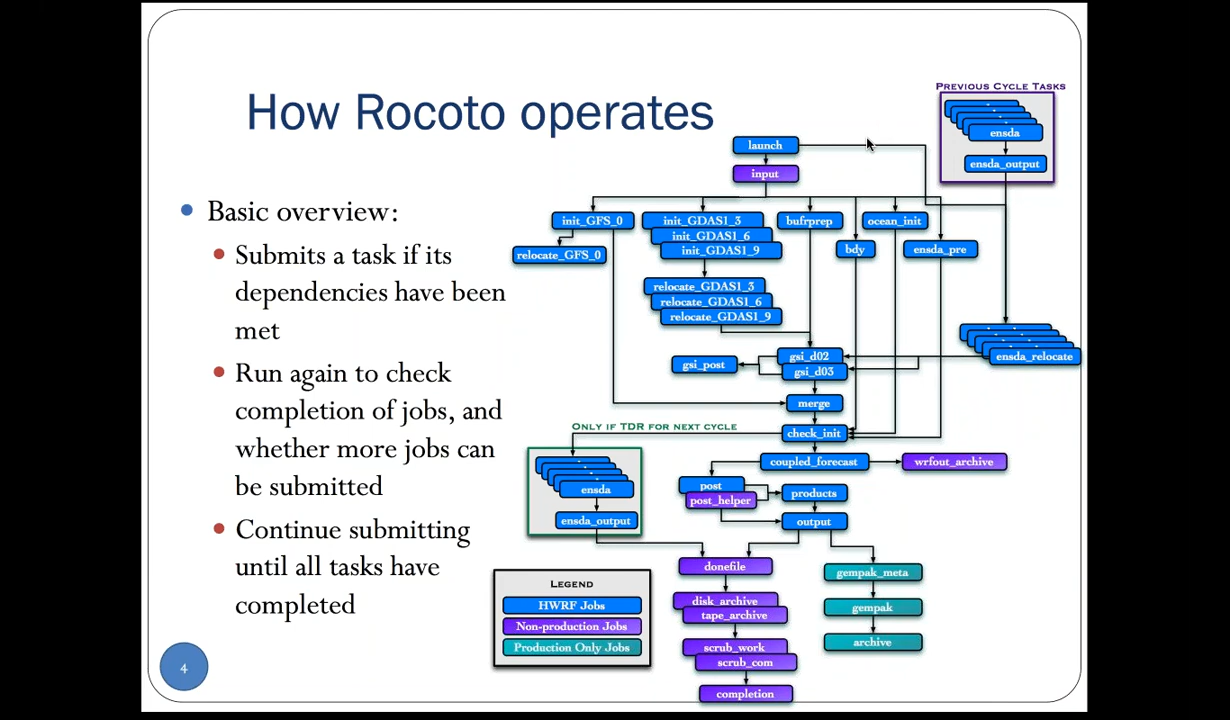 How Rocoto operates
Basic overview:
Submits a task if its
dependencies have been
met
Run again to check
completion of jobs, and
whether more jobs can
be submitted
Continue submitting
until all tasks have
completed
4
Previous Cycle Tasks
ensda
ensda_output
launch
input
init_GFS_0
relocate_GFS_0
init_GDAS1_3
init_GDAS1_6
init_GDAS1_9
relocate_GDAS1_3
relocate_GDAS1_6
relocate_GDAS1_9
bufrprep
bdy
ocean_init
ensda_pre
ensda_relocate
gsi_d02
gsi_d03
gsi_post
merge
Only if TDR for next cycle
check_init
ensda
ensda_output
coupled_forecast
wrfout_archive
post
post_helper
products
output
donefile
disk_archive
tape_archive
scrub_work
scrub_com
completion
gempak_meta
gempak
archive
Legend
HWRF Jobs
Non-production Jobs
Production Only Jobs